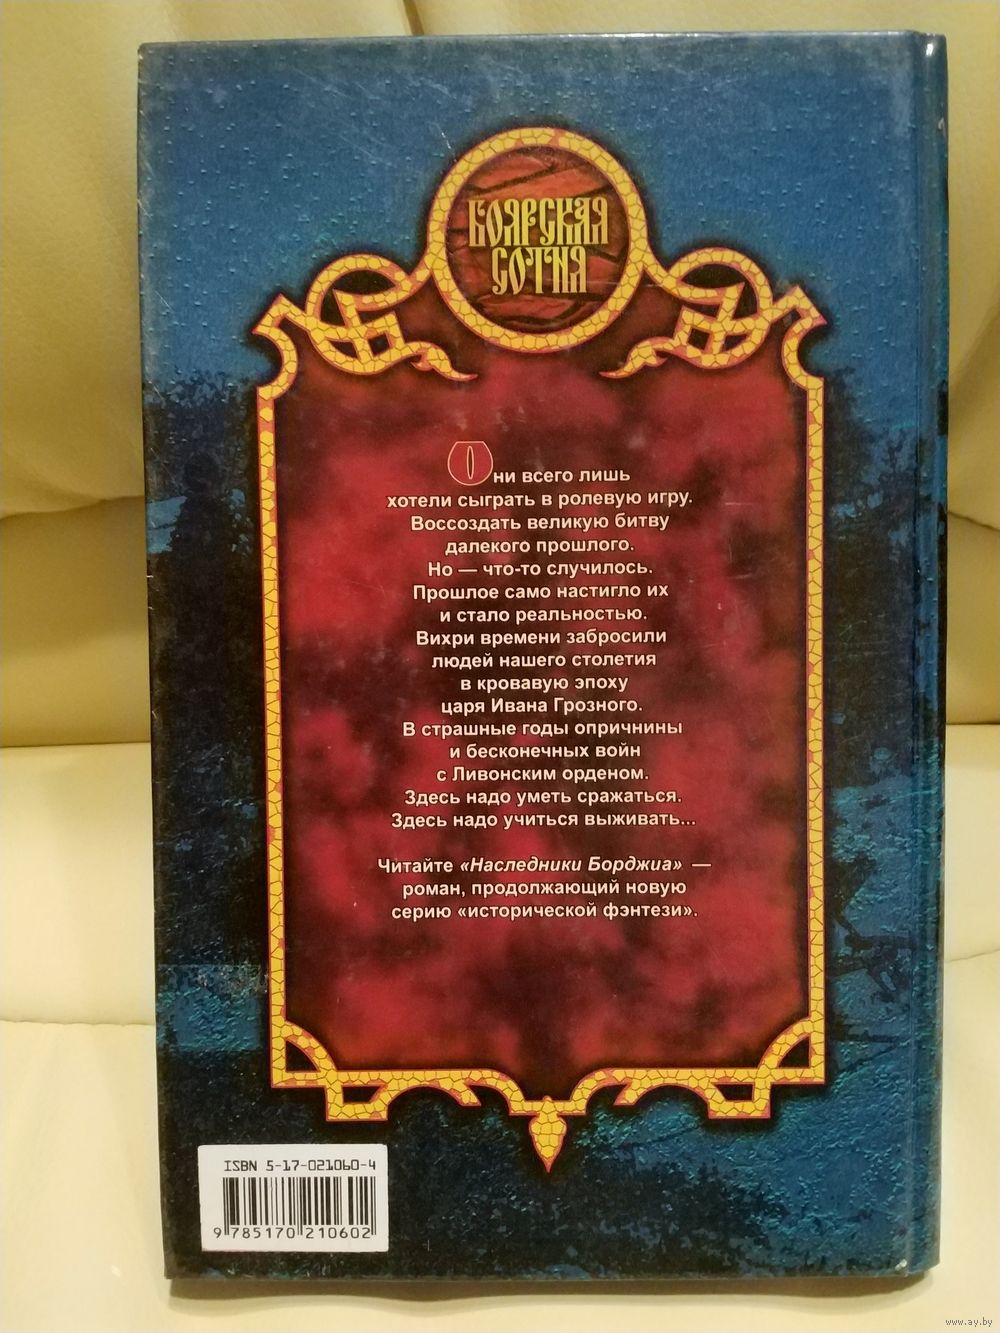 БОЯРСКАЯ
СОТНЯ
Они всего лишь
хотели сыграть в ролевую игру.
Воссоздать великую битву
далекого прошлого.
Но — что-то случилось.
Прошлое само настигло их
и стало реальностью.
Вихри времени забросили
людей нашего столетия
в кровавую эпоху
царя Ивана Грозного.
В страшные годы опричнины
и бесконечных войн
с Ливонским орденом.
Здесь надо уметь сражаться.
Здесь надо учиться выживать...
Читайте «Наследники Борджиа» —
роман, продолжающий новую
серию «исторической фэнтези».
ISBN 5-17-021060-4
9 785170 210602
www.ay.by